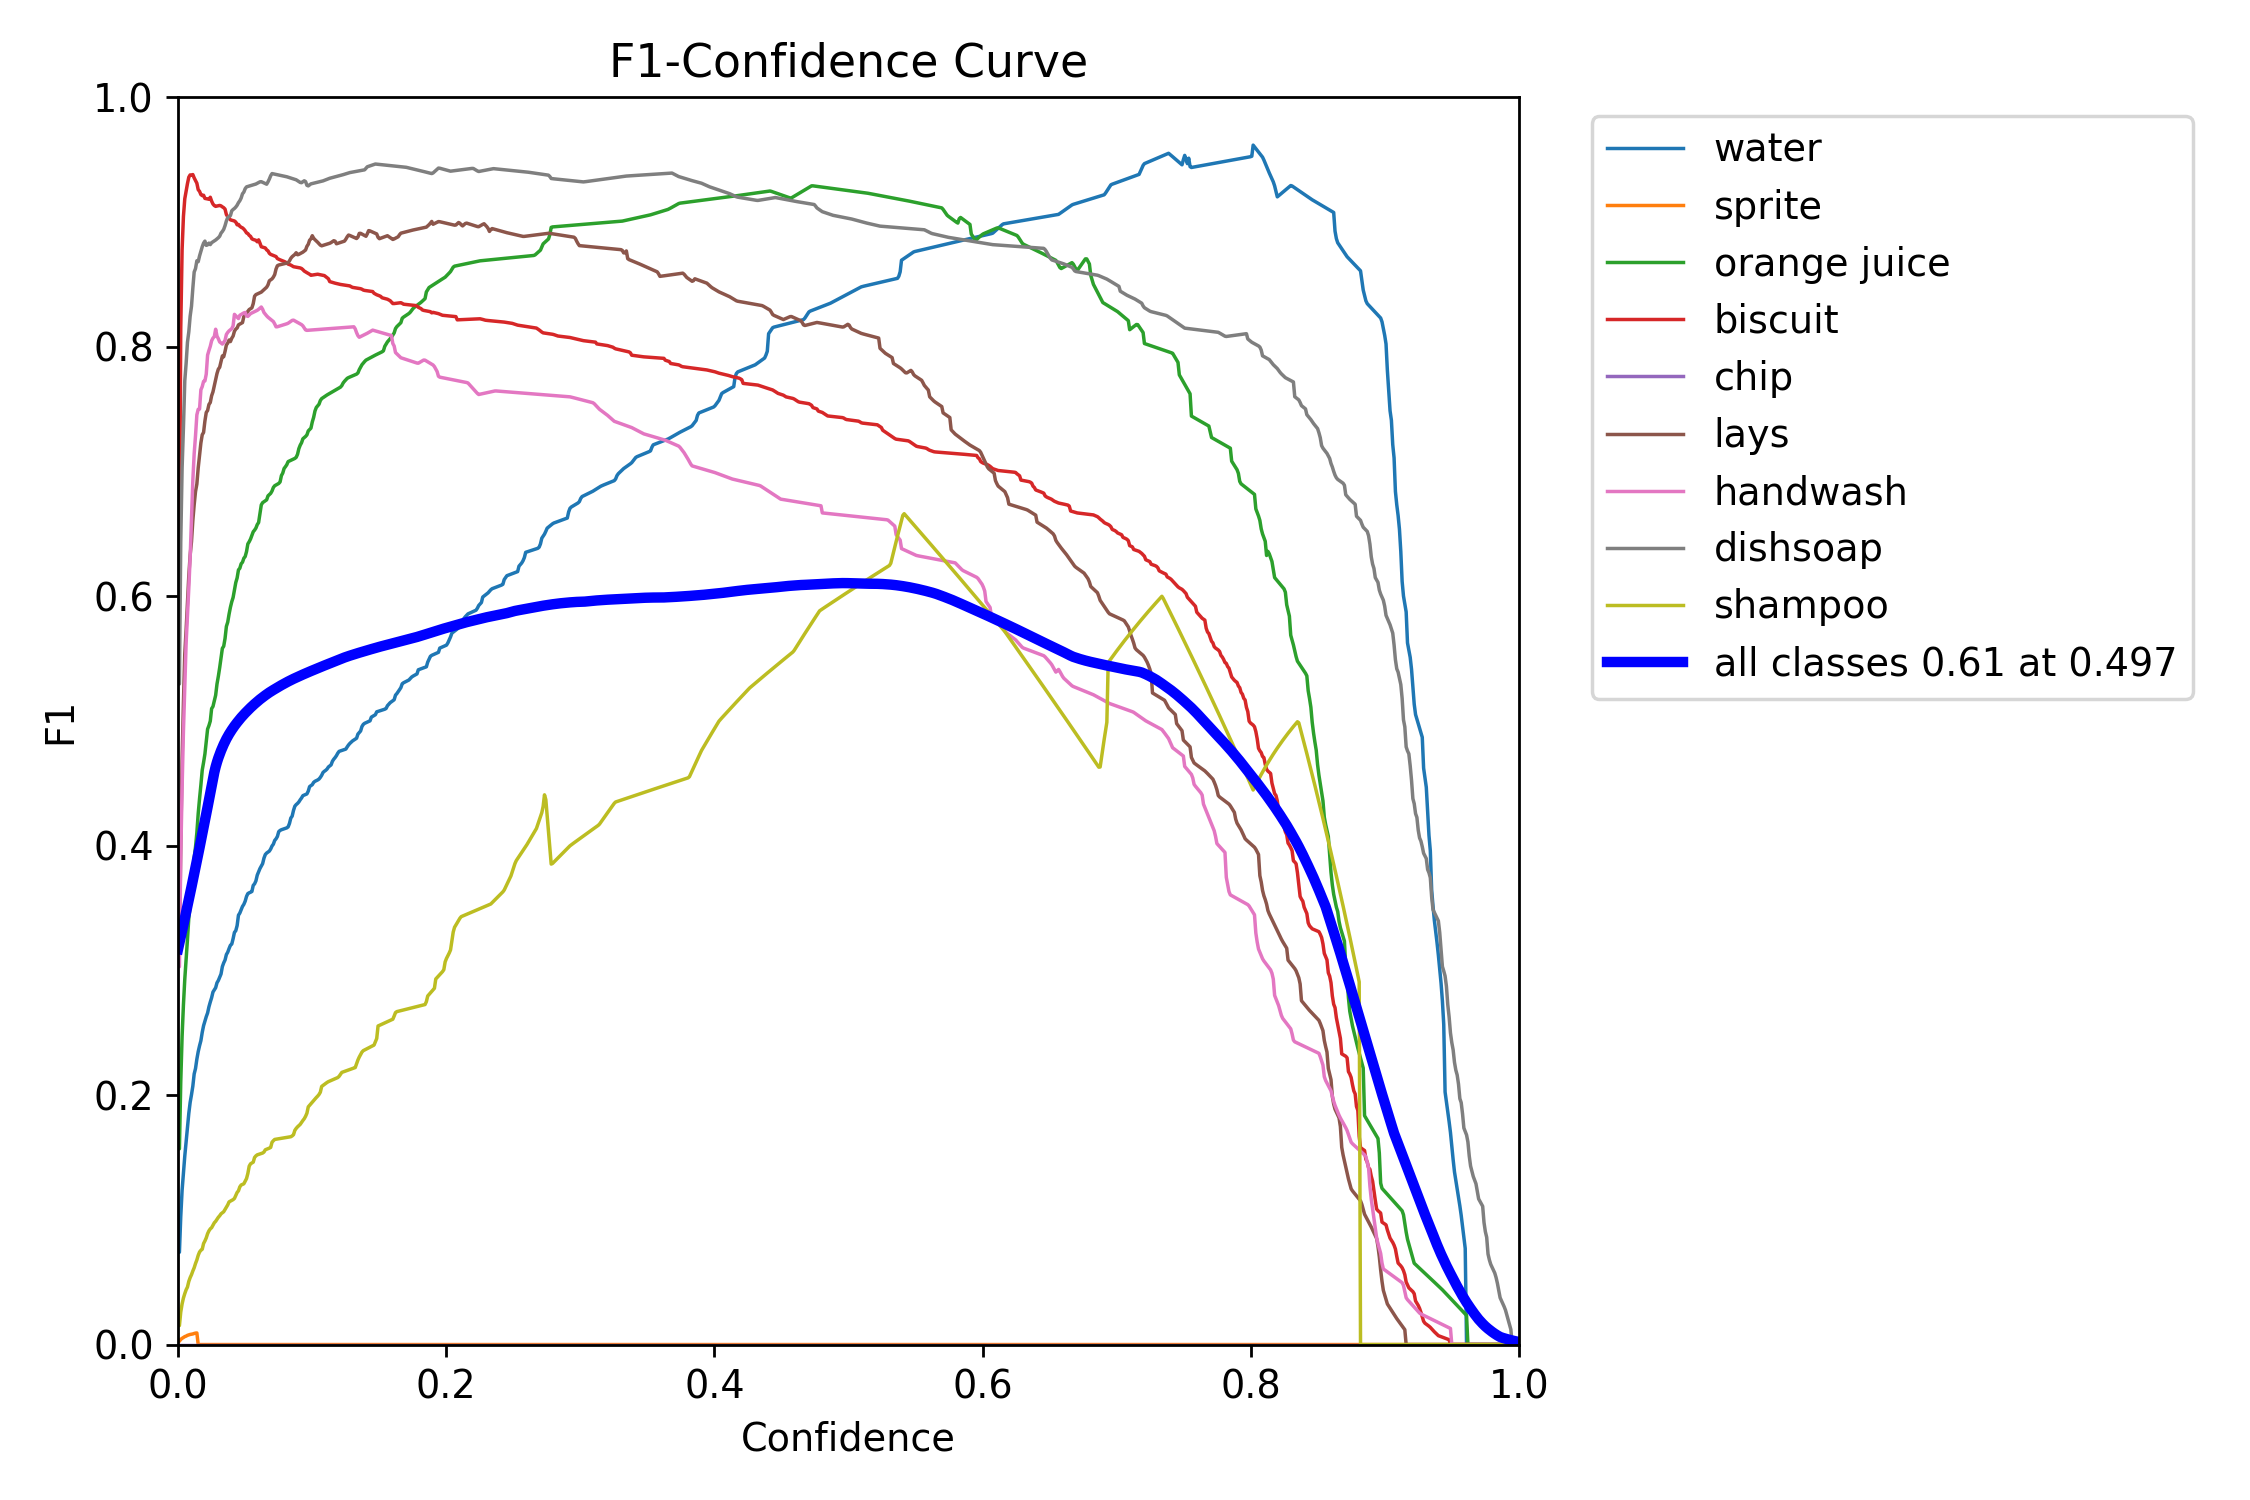 F1-Confidence Curve
1.0
0.8
0.6
0.4
0.2
0.0
F1
0.0 0.2 0.4 0.6 0.8 1.0
Confidence
water
sprite
orange juice
biscuit
chip
lays
handwash
dishsoap
shampoo
all classes 0.61 at 0.497